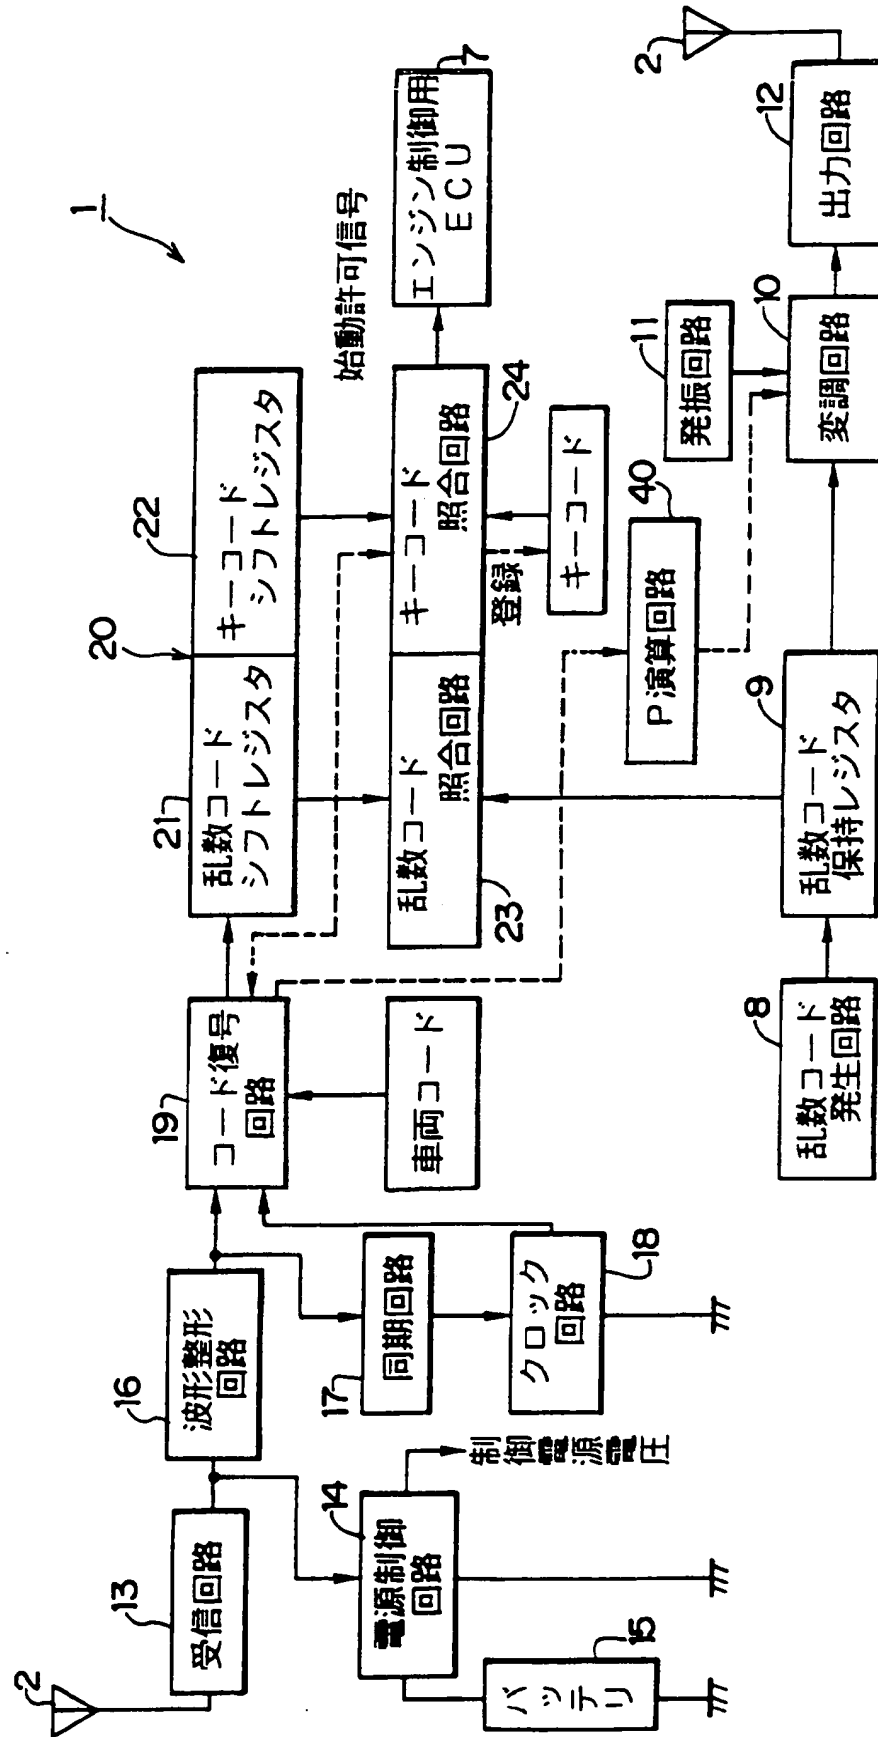 1
2
13
受信回路
16
波形整形
回路
19
コード復号
回路
21
乱数コード
シフトレジスタ
20
22
キーコード
シフトレジスタ
14
電源制御
回路
制御電源電圧
15
バッテリ
17
同期回路
18
クロック
回路
車両コード
23
乱数コード
照合回路
24
キーコード
照合回路
始動許可信号
7
エンジン制御用
ECU
登録
キーコード
40
P演算回路
11
発振回路
8
乱数コード
発生回路
9
乱数コード
保持レジスタ
10
変調回路
12
出力回路
2